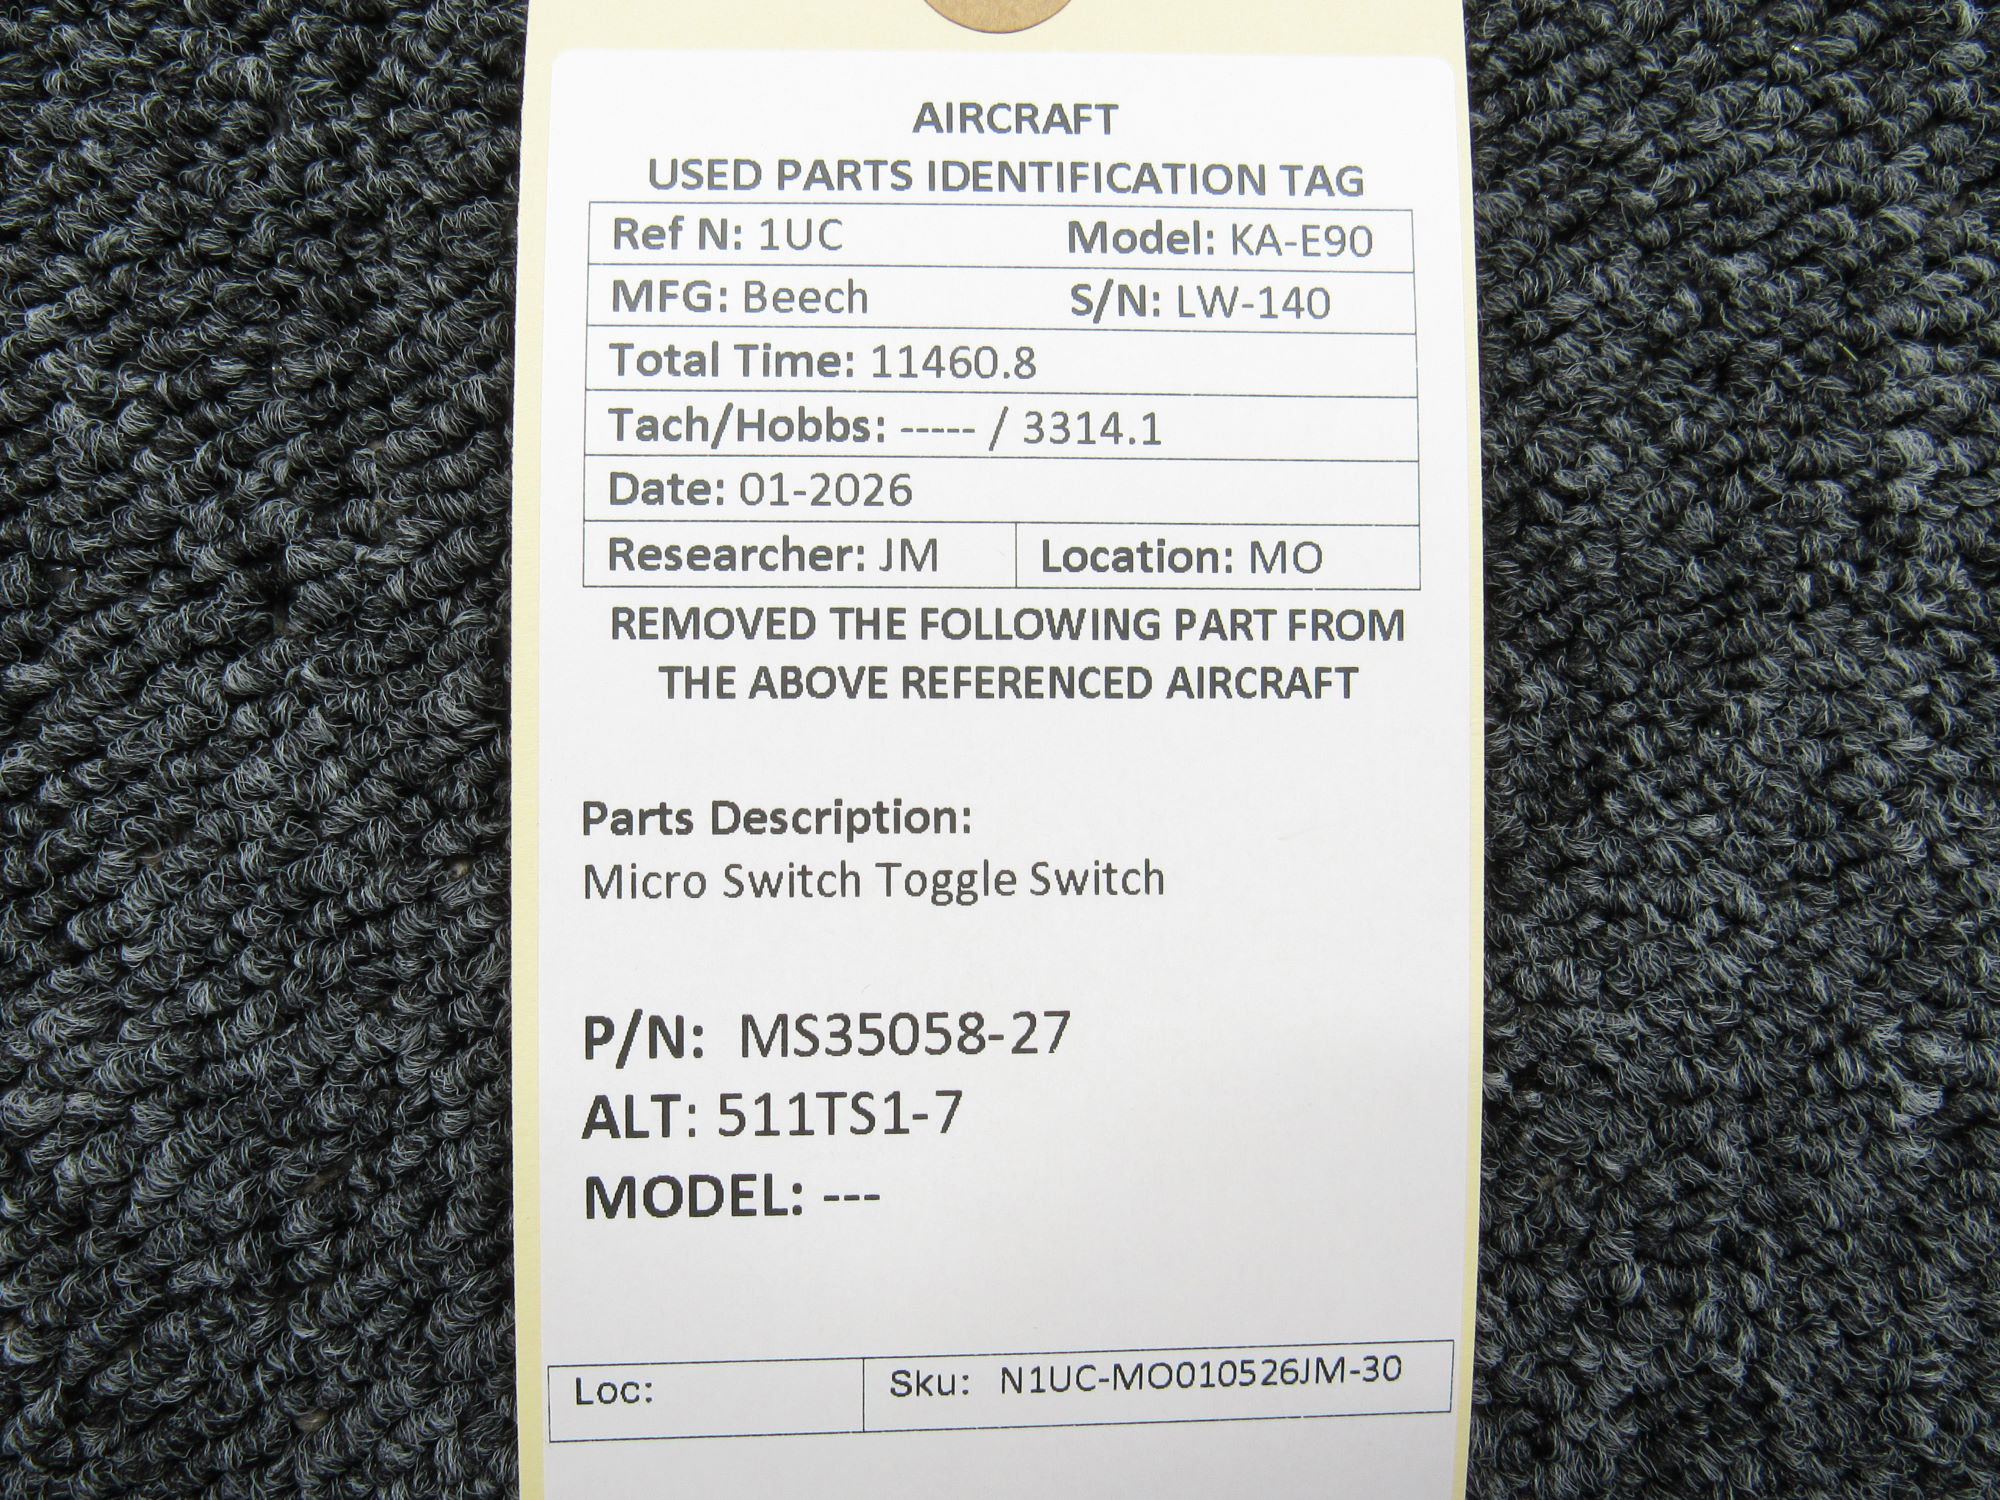 AIRCRAFT
USED PARTS IDENTIFICATION TAG
Ref N: 1UC Model: KA-E90
MFG: Beech S/N: LW-140
Total Time: 11460.8
Tach/Hobbs: ----- / 3314.1
Date: 01-2026
Researcher: JM Location: MO
REMOVED THE FOLLOWING PART FROM
THE ABOVE REFERENCED AIRCRAFT
Parts Description:
Micro Switch Toggle Switch
P/N: MS35058-27
ALT: 511TS1-7
MODEL: ---
Loc: Sku: N1UC-MO010526JM-30